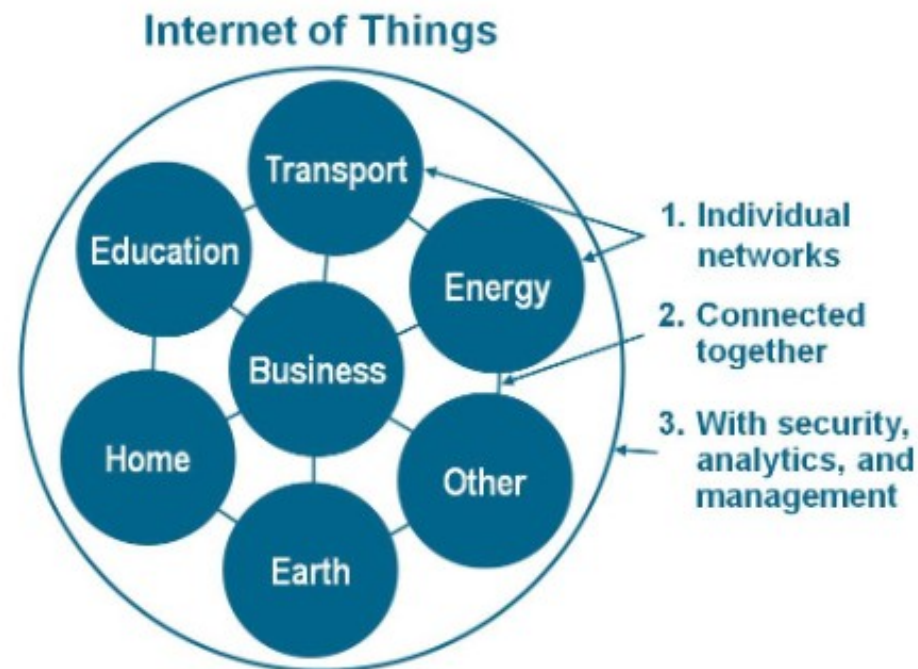 Internet of Things
Transport
Education
Energy
Business
Home
Other
Earth
1. Individual
networks
2. Connected
together
3. With security,
analytics, and
management